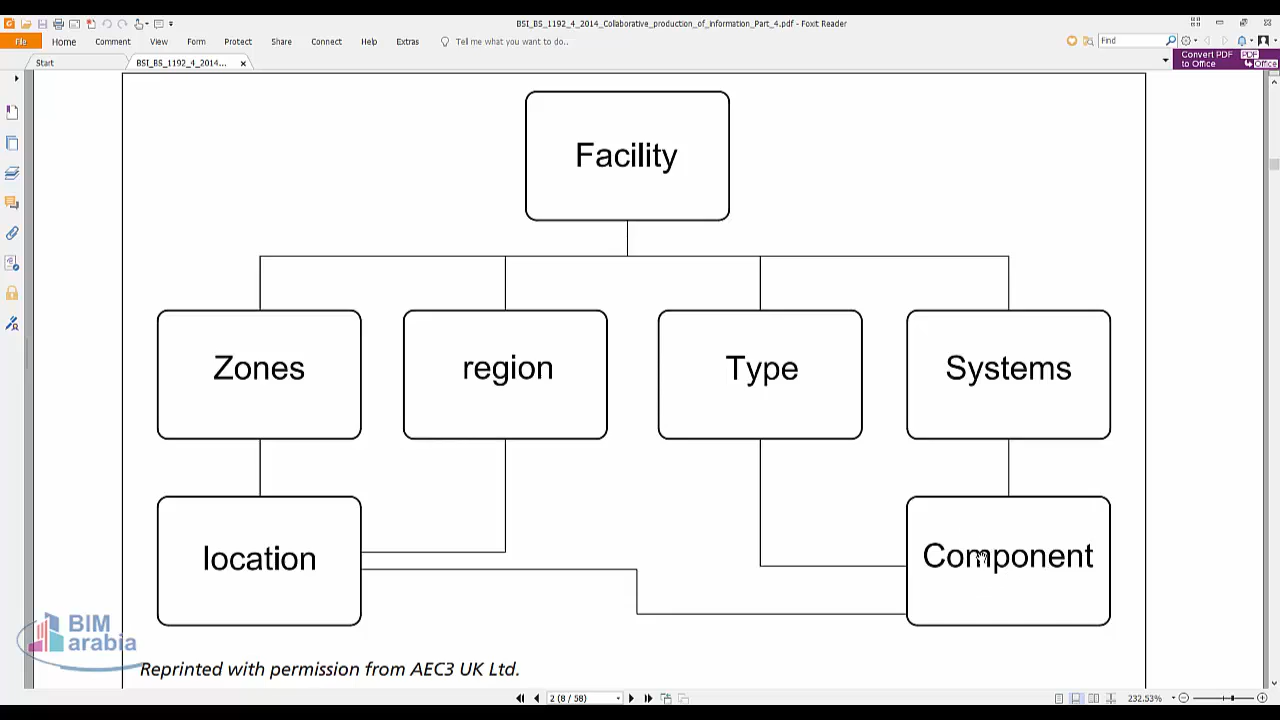 BSI_BS_1192_4_2014_Collaborative_production_of_information_Part_4.pdf - Foxit Reader
File Home Comment View Form Protect Share Connect Help Extras Tell me what you want to do.. Find
Start BSI_BS_1192_4_2014... Convert PDF to Office PDF Office
Facility
Zones region Type Systems
location Component
BIM
arabia
Reprinted with permission from AEC3 UK Ltd.
2 (8 / 58) 232.53%